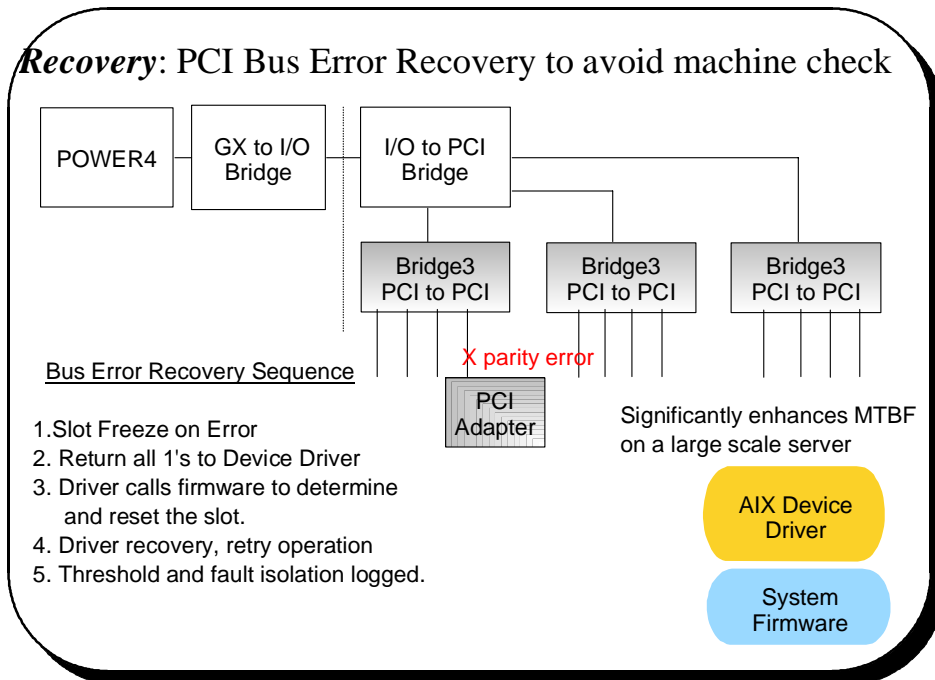 Recovery: PCI Bus Error Recovery to avoid machine check
POWER4
GX to I/O
Bridge
I/O to PCI
Bridge
Bridge3
PCI to PCI
Bridge3
PCI to PCI
Bridge3
PCI to PCI
X parity error
PCI
Adapter
Bus Error Recovery Sequence
1.Slot Freeze on Error
2. Return all 1's to Device Driver
3. Driver calls firmware to determine
and reset the slot.
4. Driver recovery, retry operation
5. Threshold and fault isolation logged.
Significantly enhances MTBF
on a large scale server
AIX Device
Driver
System
Firmware